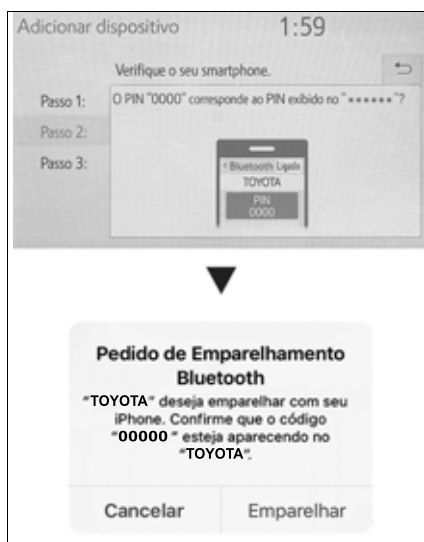 Adicionar dispositivo 1:59
Verifique o seu smartphone.
Passo 1: O PIN "0000" corresponde ao PIN exibido no "••••••"?
Passo 2:
Passo 3:
‹ Bluetooth Ligado
TOYOTA
PIN
0000
Pedido de Emparelhamento
Bluetooth
"TOYOTA" deseja emparelhar com seu
iPhone. Confirme que o código
"00000 " esteja aparecendo no
"TOYOTA".
Cancelar Emparelhar